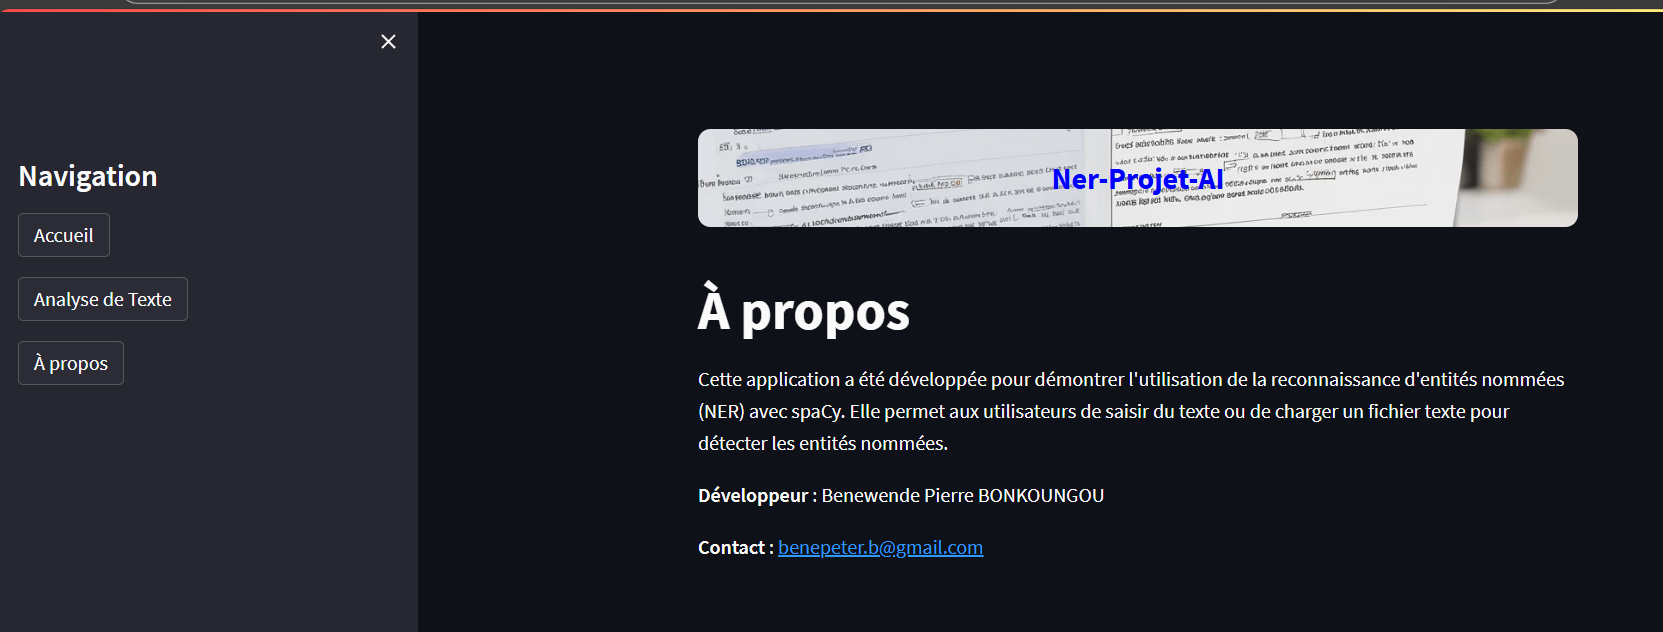 Navigation
Accueil
Analyse de Texte
À propos
Ner-Projet-AI
À propos
Cette application a été développée pour démontrer l'utilisation de la reconnaissance d'entités nommées
(NER) avec spaCy. Elle permet aux utilisateurs de saisir du texte ou de charger un fichier texte pour
détecter les entités nommées.
Développeur : Benewende Pierre BONKOUNGOU
Contact : benepeter.b@gmail.com